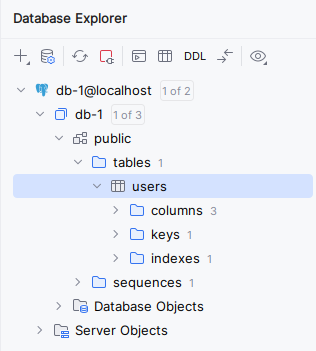 Database Explorer
DDL
db-1@localhost 1 of 2
db-1 1 of 3
public
tables 1
users
columns 3
keys 1
indexes 1
sequences 1
Database Objects
Server Objects